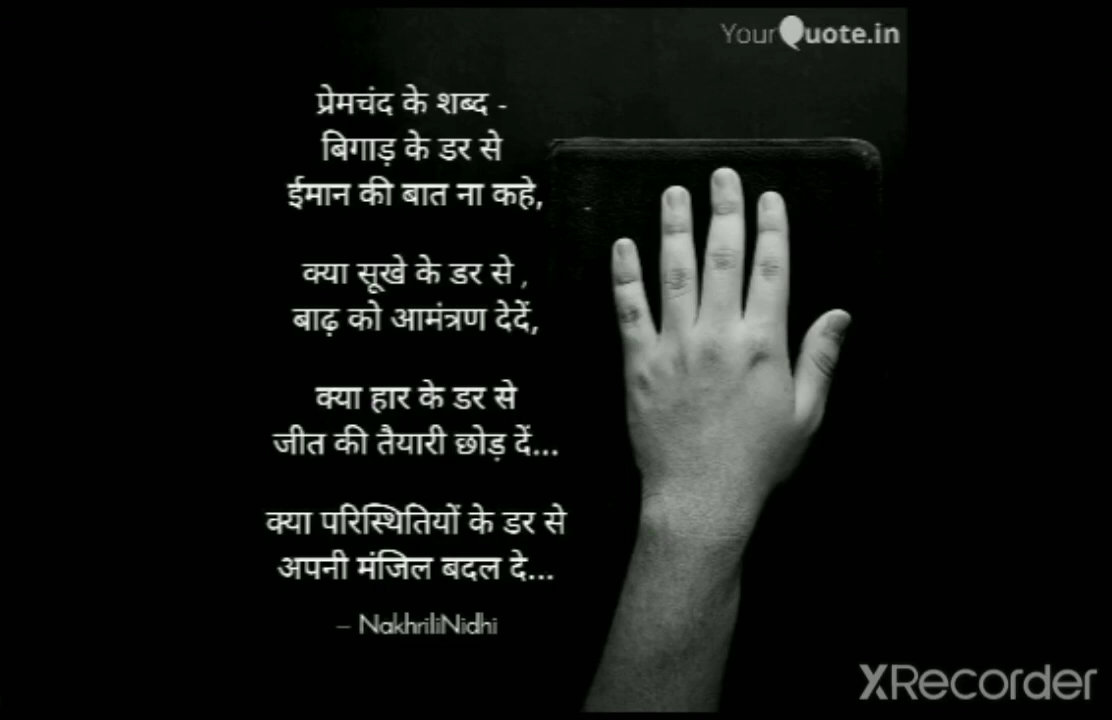 YourQuote.in
प्रेमचंद के शब्द -
बिगाड़ के डर से
ईमान की बात ना कहे,
क्या सूखे के डर से ,
बाढ़ को आमंत्रण देदें,
क्या हार के डर से
जीत की तैयारी छोड़ दें...
क्या परिस्थितियों के डर से
अपनी मंजिल बदल दे...
– NakhriliNidhi
XRecorder